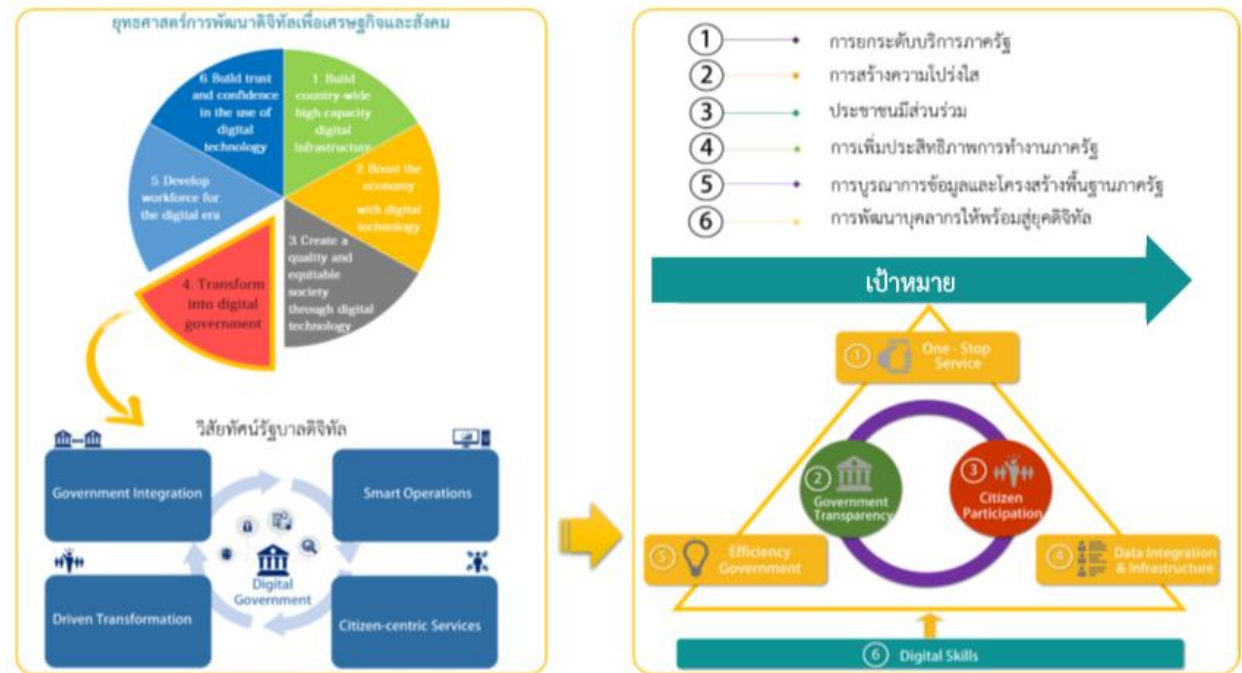 ยุทธศาสตร์การพัฒนาดิจิทัลเพื่อเศรษฐกิจและสังคม
6 Build trust
and confidence
in the use of
digital
technology
1 Build
country-wide
high capacity
digital
infrastructure
2 Boost the
economy
with digital
technology
3 Create a
quality and
equitable
society
through digital
technology
4. Transform
into digital
government
5 Develop
workforce for
the digital era
วิสัยทัศน์รัฐบาลดิจิทัล
Government Integration
Smart Operations
Digital
Government
Driven Transformation
Citizen-centric Services
1 การยกระดับบริการภาครัฐ
2 การสร้างความโปร่งใส
3 ประชาชนมีส่วนร่วม
4 การเพิ่มประสิทธิภาพการทำงานภาครัฐ
5 การบูรณาการข้อมูลและโครงสร้างพื้นฐานภาครัฐ
6 การพัฒนาบุคลากรให้พร้อมสู่ยุคดิจิทัล
เป้าหมาย
1 One - Stop
Service
2 Government
Transparency
3 Citizen
Participation
5 Efficiency
Government
4 Data Integration
& Infrastructure
6 Digital Skills